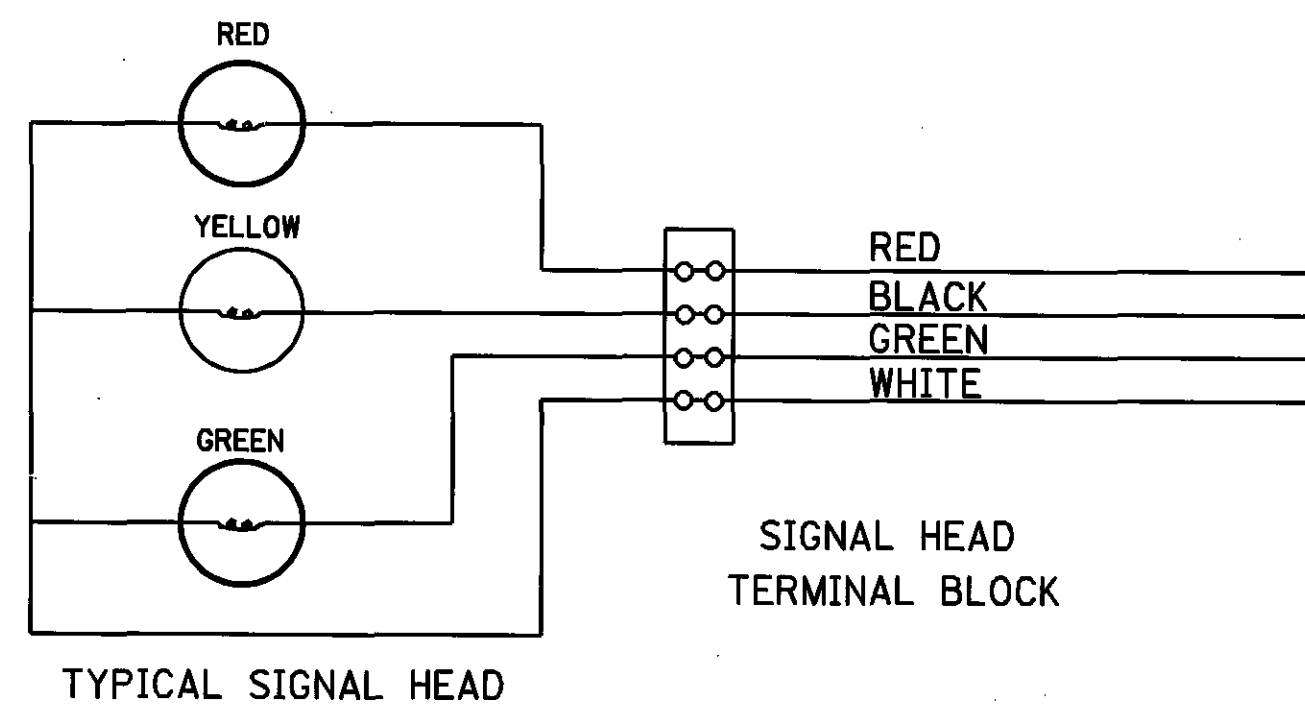 RED
YELLOW
GREEN
RED
BLACK
GREEN
WHITE
SIGNAL HEAD
TERMINAL BLOCK
TYPICAL SIGNAL HEAD